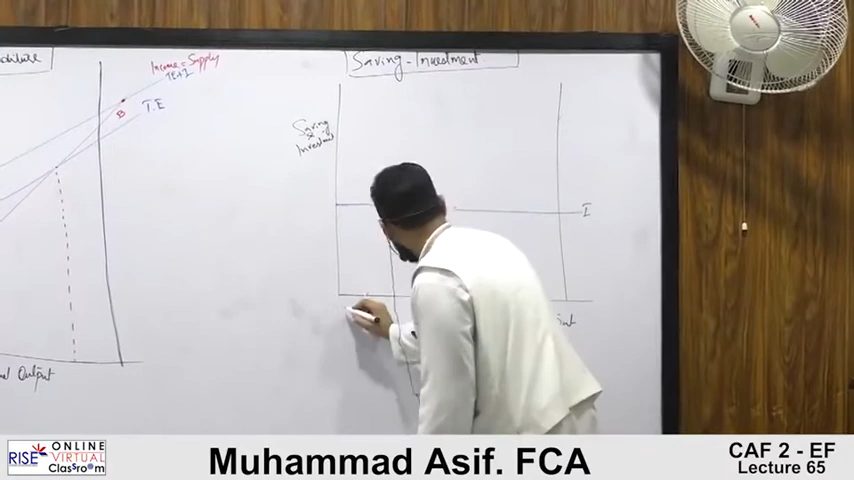 Income = Supply
TE+I
B
T.E
Output
Saving - Investment
Saving
&
Investment
I
RISE
ONLINE
VIRTUAL
Classroom
Muhammad Asif. FCA
CAF 2 - EF
Lecture 65